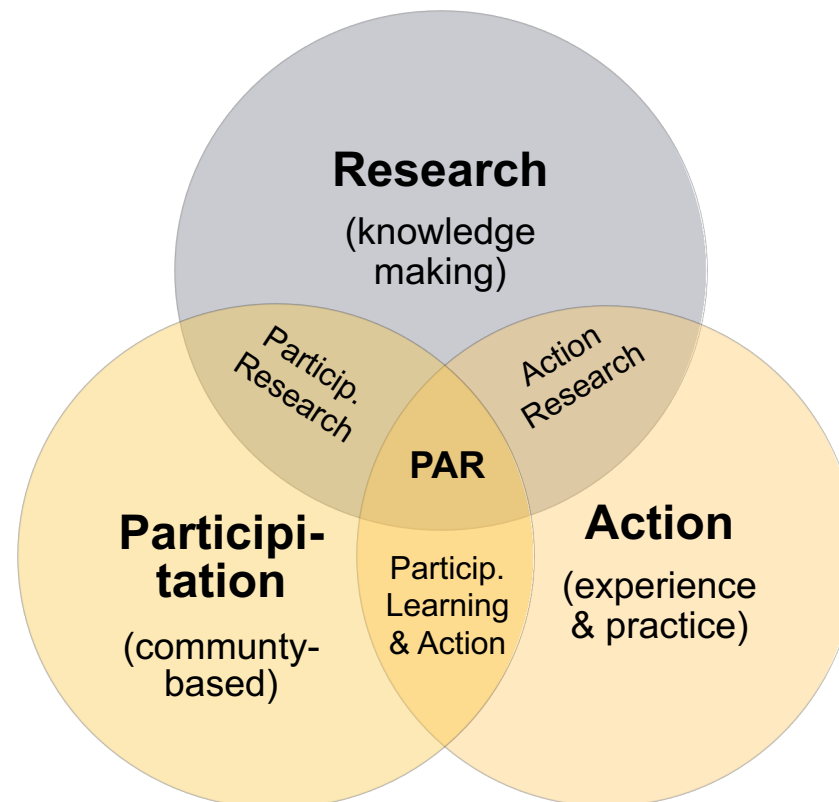 Research
(knowledge
making)
Particip.
Research
Action
Research
PAR
Participi-
tation
(communty-
based)
Particip.
Learning
& Action
Action
(experience
& practice)